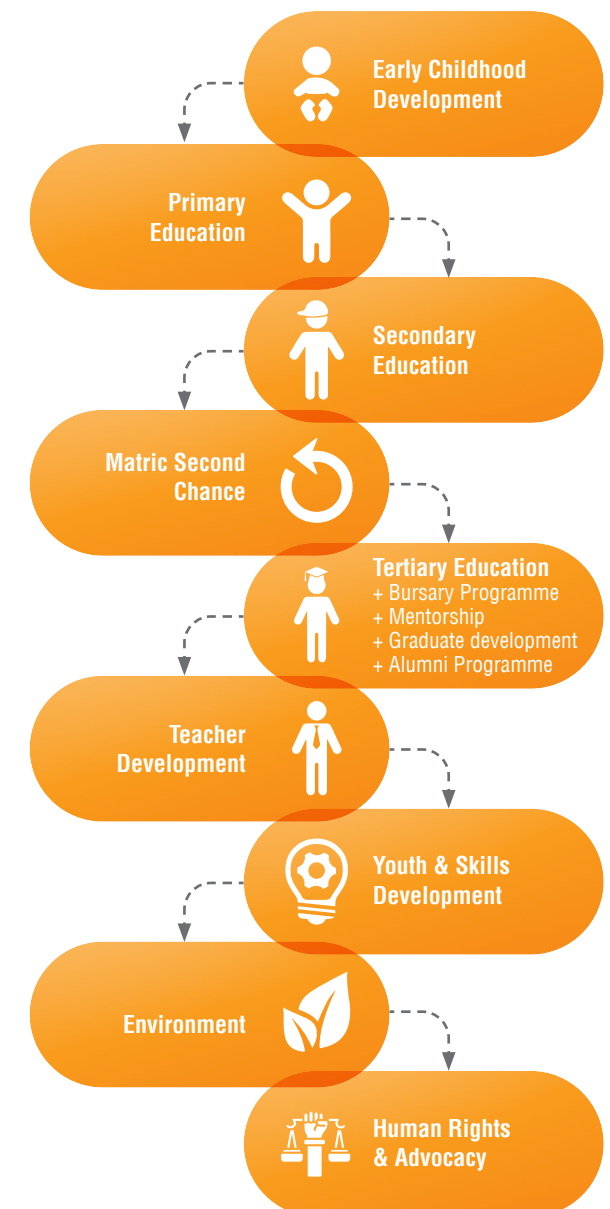 Early Childhood
Development
Primary
Education
Secondary
Education
Matric Second
Chance
Tertiary Education
+ Bursary Programme
+ Mentorship
+ Graduate development
+ Alumni Programme
Teacher
Development
Youth & Skills
Development
Environment
Human Rights
& Advocacy